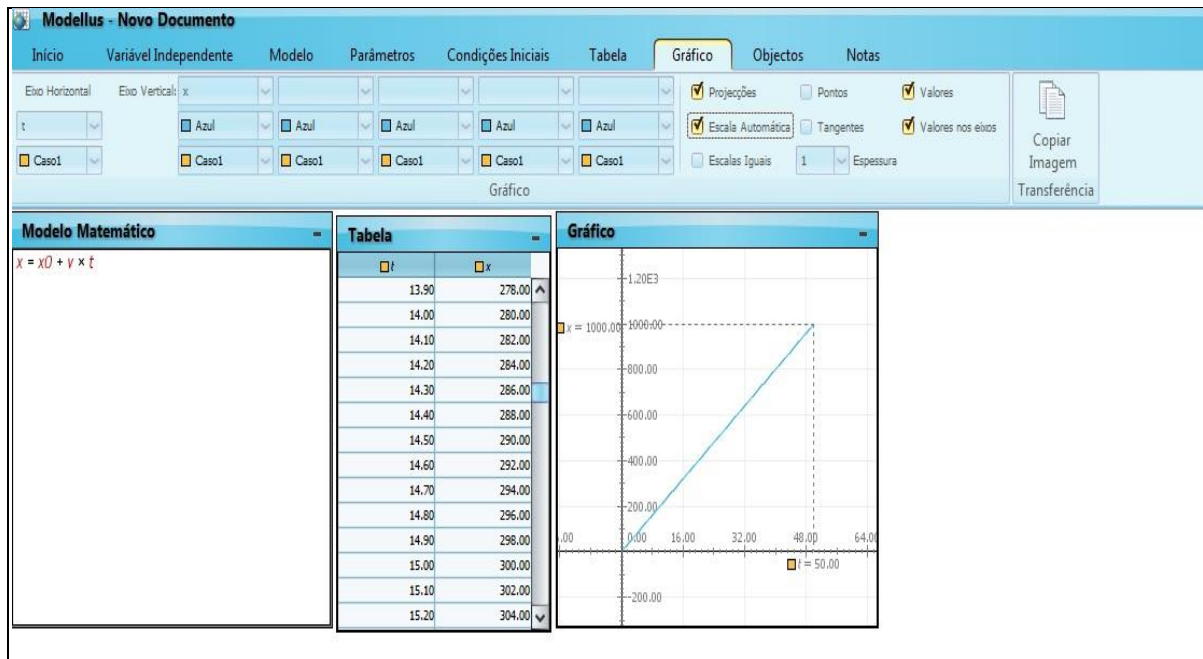 Modellus - Novo Documento
Início Variável Independente Modelo Parâmetros Condições Iniciais Tabela Gráfico Objectos Notas
Eixo Horizontal Eixo Vertical: x Projecções Pontos Valores
t Azul Azul Azul Azul Azul Escala Automática Tangentes Valores nos eixos
Caso1 Caso1 Caso1 Caso1 Caso1 Caso1 Escalas Iguais 1 Espessura
Copiar
Imagem
Gráfico Transferência
Modelo Matemático
x = x0 + v × t
Tabela
t x
13.90 278.00
14.00 280.00
14.10 282.00
14.20 284.00
14.30 286.00
14.40 288.00
14.50 290.00
14.60 292.00
14.70 294.00
14.80 296.00
14.90 298.00
15.00 300.00
15.10 302.00
15.20 304.00
Gráfico
1.20E3
x = 1000.00 1000.00
800.00
600.00
400.00
200.00
.00 0.00 16.00 32.00 48.00 64.00
t = 50.00
-200.00